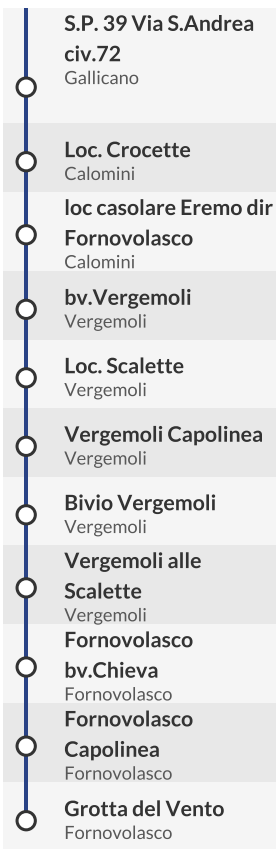 S.P. 39 Via S.Andrea
civ.72
Gallicano
Loc. Crocette
Calomini
loc casolare Eremo dir
Fornovolasco
Calomini
bv.Vergemoli
Vergemoli
Loc. Scalette
Vergemoli
Vergemoli Capolinea
Vergemoli
Bivio Vergemoli
Vergemoli
Vergemoli alle
Scalette
Vergemoli
Fornovolasco
bv.Chieva
Fornovolasco
Fornovolasco
Capolinea
Fornovolasco
Grotta del Vento
Fornovolasco